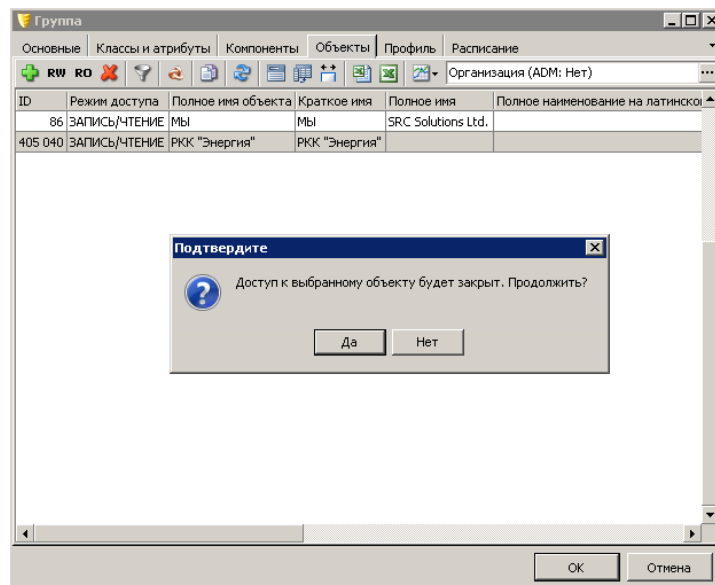 Группа
Основные Классы и атрибуты Компоненты Объекты Профиль Расписание
RW RO Организация (ADM: Нет) ...
ID Режим доступа Полное имя объекта Краткое имя Полное имя Полное наименование на латинско
86 ЗАПИСЬ/ЧТЕНИЕ МЫ МЫ SRC Solutions Ltd.
405 040 ЗАПИСЬ/ЧТЕНИЕ РКК "Энергия" РКК "Энергия"
Подтвердите
Доступ к выбранному объекту будет закрыт. Продолжить?
Да Нет
OK Отмена